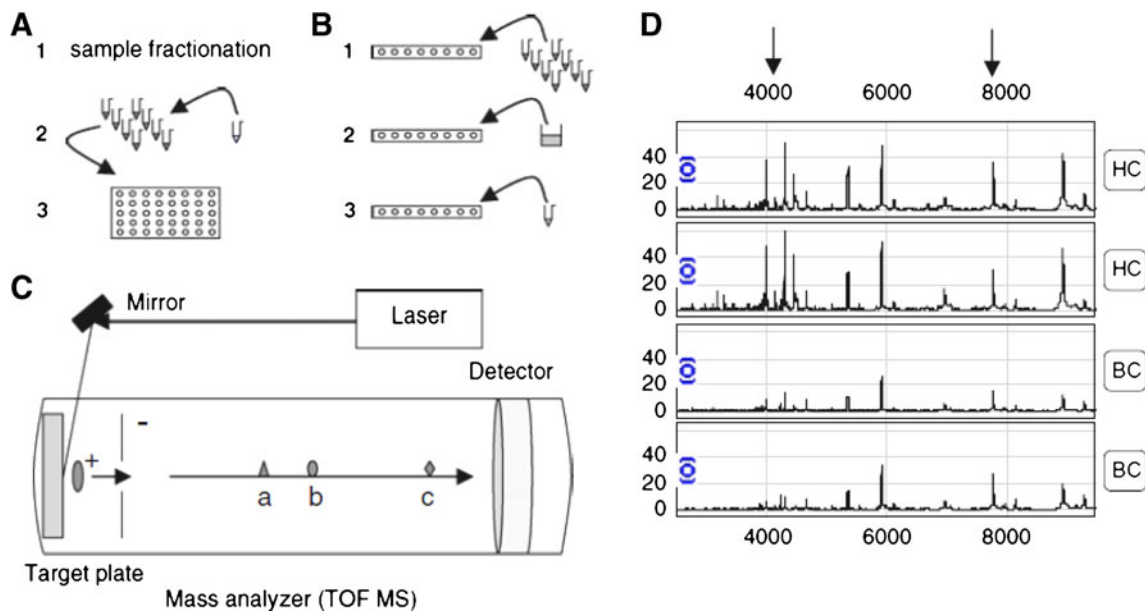 A
1 sample fractionation
2
3
B
1
2
3
C
Mirror
Laser
Detector
+
-
a b c
Target plate
Mass analyzer (TOF MS)
D
4000 6000 8000
40
20
0
HC
40
20
0
HC
40
20
0
BC
40
20
0
BC
4000 6000 8000